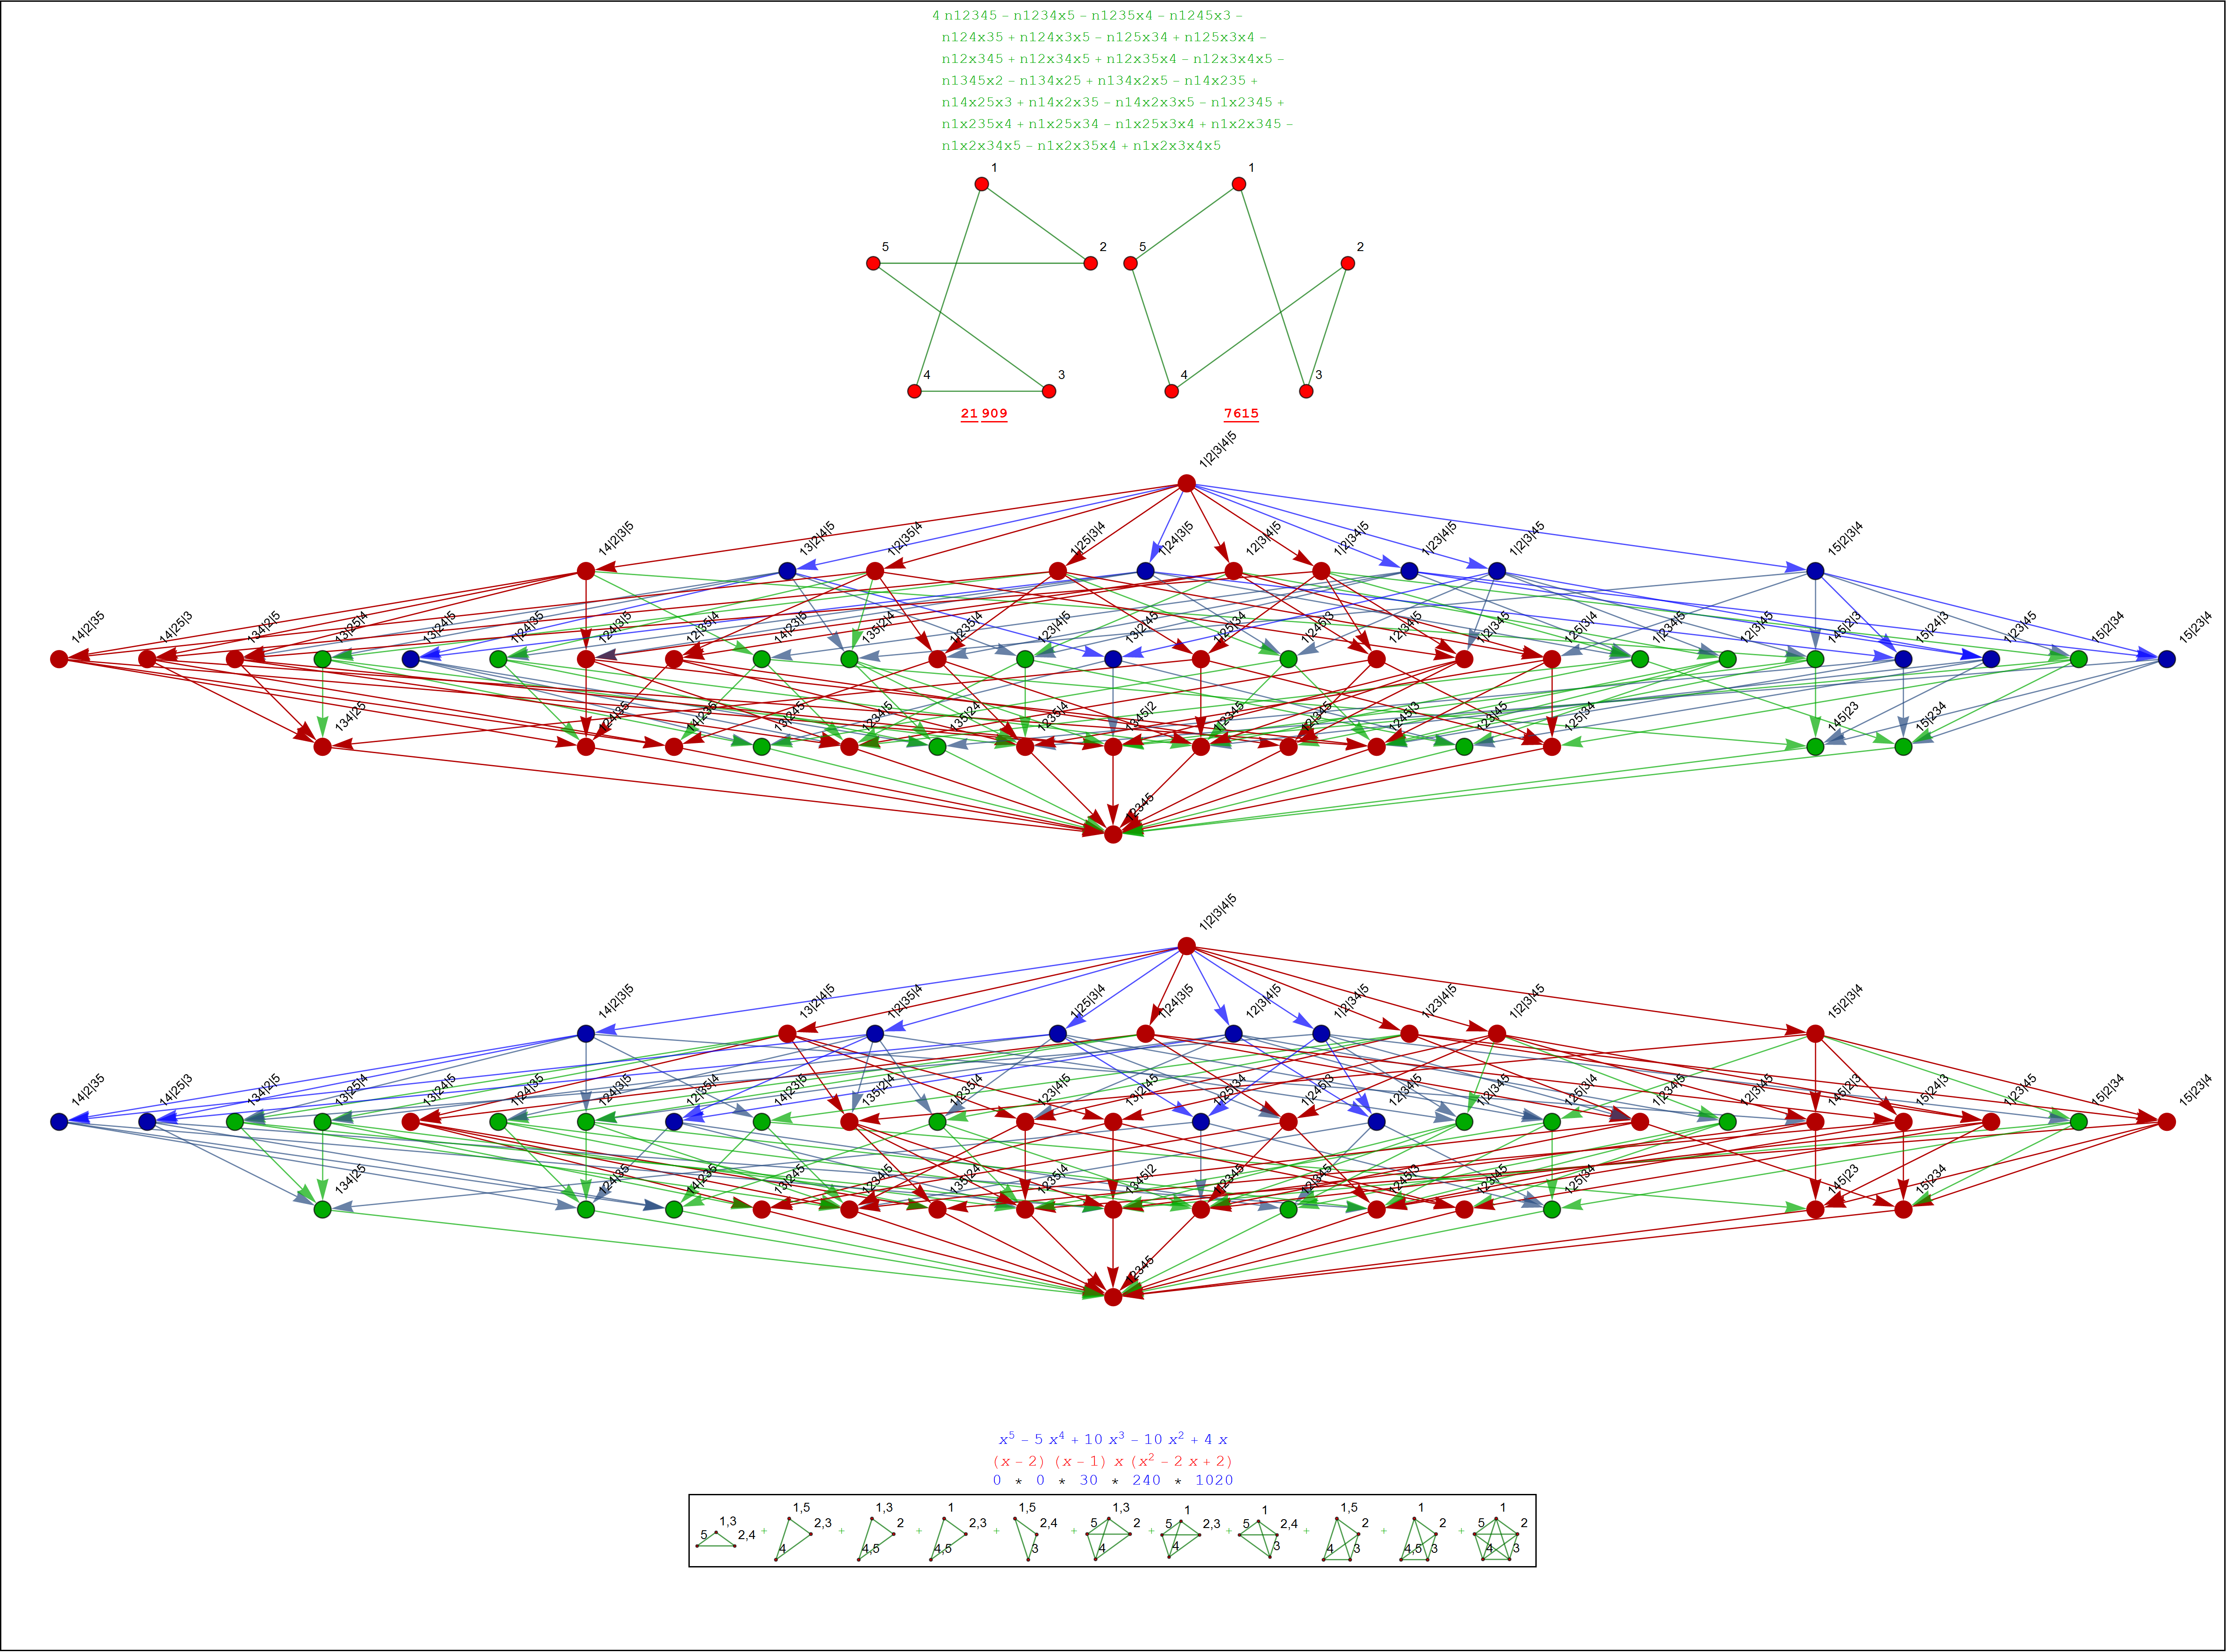 4 n12345 − n1234x5 − n1235x4 − n1245x3 −
n124x35 + n124x3x5 − n125x34 + n125x3x4 −
n12x345 + n12x34x5 + n12x35x4 − n12x3x4x5 −
n1345x2 − n134x25 + n134x2x5 − n14x235 +
n14x25x3 + n14x2x35 − n14x2x3x5 − n1x2345 +
n1x235x4 + n1x25x34 − n1x25x3x4 + n1x2x345 −
n1x2x34x5 − n1x2x35x4 + n1x2x3x4x5
1 1
5 2 5 2
4 3 4 3
21 909 7615
1|2|3|4|5
14|2|3|5 13|2|4|5 1|2|35|4 1|25|3|4 1|24|3|5 12|3|4|5 1|2|34|5 1|23|4|5 1|2|3|45 15|2|3|4
14|2|35 14|25|3 134|2|5 13|25|4 13|24|5 1|24|35 124|3|5 12|35|4 14|23|5 135|2|4 1|235|4 123|4|5 13|2|45 1|25|34 1|245|3 12|34|5 1|2|345 125|3|4 1|234|5 12|3|45 145|2|3 15|24|3 1|23|45 15|2|34 15|23|4
134|25 124|35 14|235 13|245 1234|5 135|24 1235|4 1345|2 1|2345 12|345 1245|3 123|45 125|34 145|23 15|234
12345
1|2|3|4|5
14|2|3|5 13|2|4|5 1|2|35|4 1|25|3|4 1|24|3|5 12|3|4|5 1|2|34|5 1|23|4|5 1|2|3|45 15|2|3|4
14|2|35 14|25|3 134|2|5 13|25|4 13|24|5 1|24|35 124|3|5 12|35|4 14|23|5 135|2|4 1|235|4 123|4|5 13|2|45 1|25|34 1|245|3 12|34|5 1|2|345 125|3|4 1|234|5 12|3|45 145|2|3 15|24|3 1|23|45 15|2|34 15|23|4
134|25 124|35 14|235 13|245 1234|5 135|24 1235|4 1345|2 1|2345 12|345 1245|3 123|45 125|34 145|23 15|234
12345
x⁵ − 5 x⁴ + 10 x³ − 10 x² + 4 x
(x − 2) (x − 1) x (x² − 2 x + 2)
0 * 0 * 30 * 240 * 1020
1,3 5 2,4 + 1,5 2,3 4 + 1,3 2 4,5 + 1 2,3 4,5 + 1,5 2,4 3 + 1,3 5 2 4 + 1 5 2,3 4 + 1 5 2,4 3 + 1,5 2 4 3 + 1 2 4,5 3 + 1 5 2 4 3